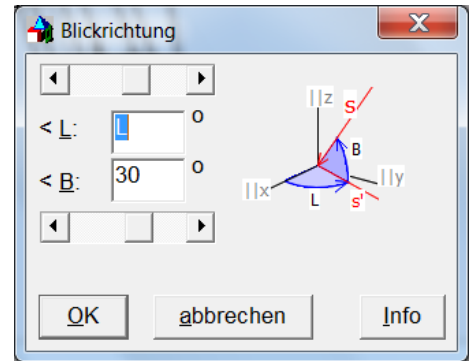 Blickrichtung
X
< L: L °
< B: 30 °
||z
S
B
||x
||y
L
s'
OK abbrechen Info